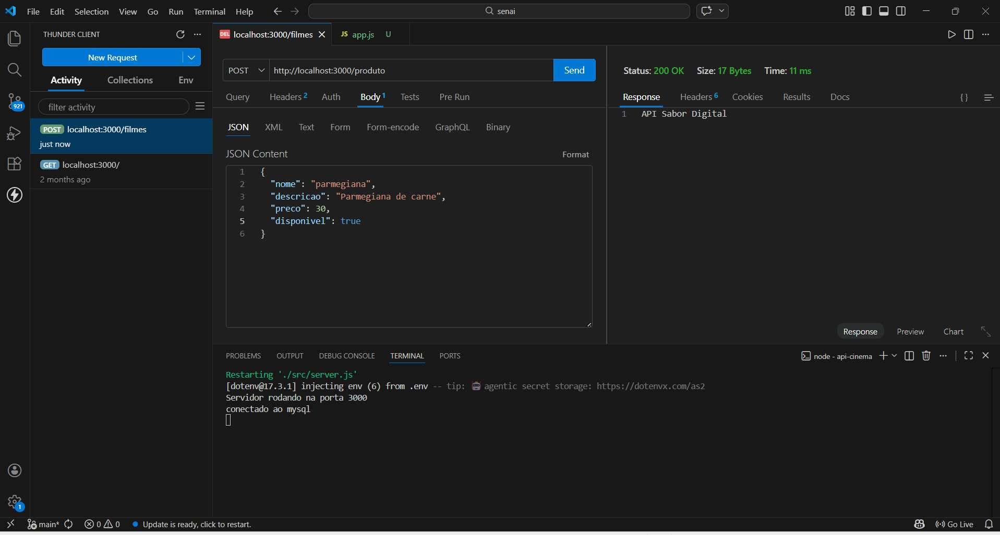 File Edit Selection View Go Run Terminal Help
senai
THUNDER CLIENT
New Request
Activity Collections Env
filter activity
921
POST localhost:3000/filmes
just now
GET localhost:3000/
2 months ago
DEL localhost:3000/filmes
JS app.js U
POST http://localhost:3000/produto Send
Query Headers 2 Auth Body 1 Tests Pre Run
JSON XML Text Form Form-encode GraphQL Binary
JSON Content Format
1 {
2 "nome": "parmegiana",
3 "descricao": "Parmegiana de carne",
4 "preco": 30,
5 "disponivel": true
6 }
Status: 200 OK Size: 17 Bytes Time: 11 ms
Response Headers 6 Cookies Results Docs {}
1 API Sabor Digital
Response Preview Chart
PROBLEMS OUTPUT DEBUG CONSOLE TERMINAL PORTS
node - api-cinema
Restarting './src/server.js'
[dotenv@17.3.1] injecting env (6) from .env -- tip: 🤖 agentic secret storage: https://dotenvx.com/as2
Servidor rodando na porta 3000
conectado ao mysql
1
main* 0 0 Update is ready, click to restart. Go Live